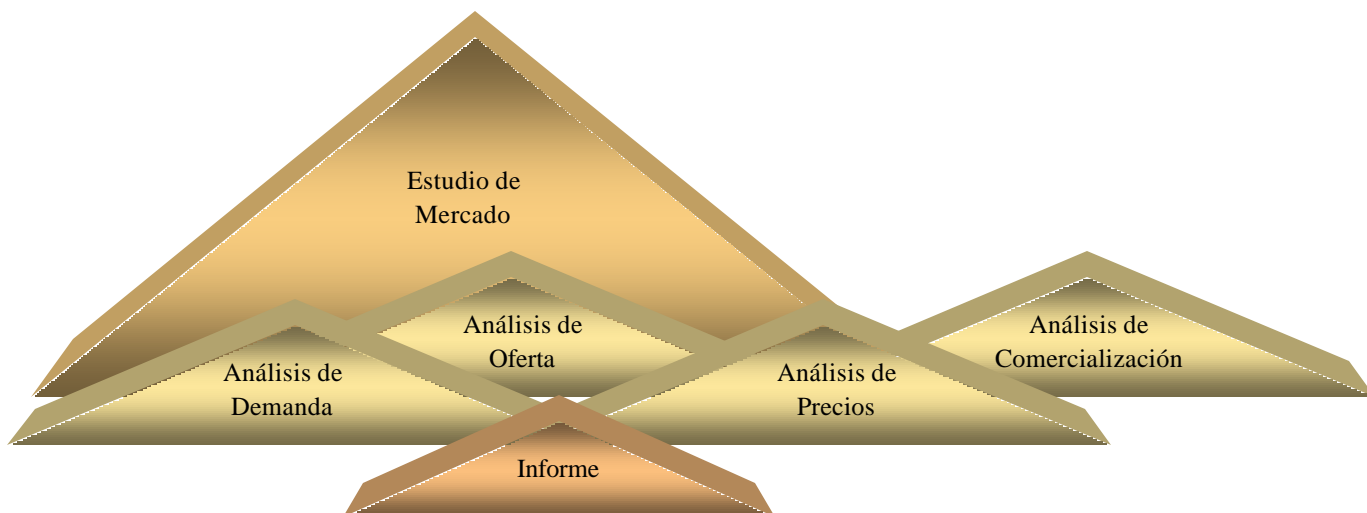 Estudio de
Mercado
Análisis de
Oferta
Análisis de
Comercialización
Análisis de
Demanda
Análisis de
Precios
Informe